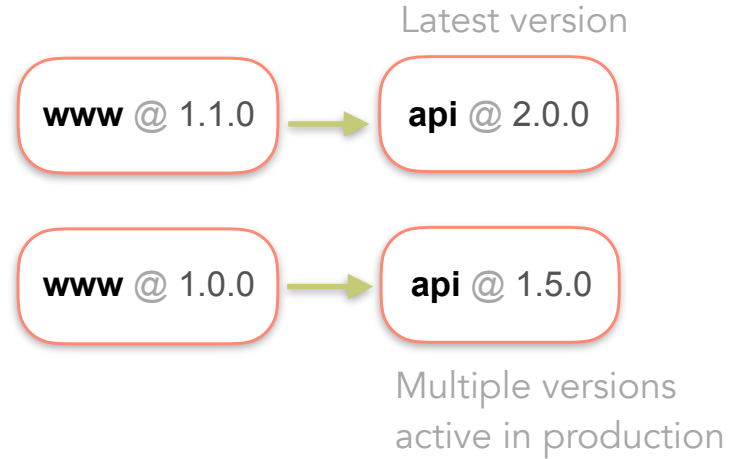 Latest version
www @ 1.1.0
api @ 2.0.0
www @ 1.0.0
api @ 1.5.0
Multiple versions
active in production